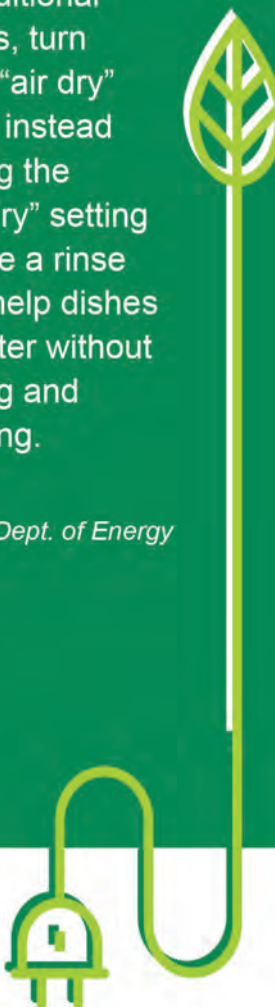 ditional
s, turn
“air dry”
instead
g the
ry” setting
e a rinse
help dishes
ter without
g and
ng.
Dept. of Energy